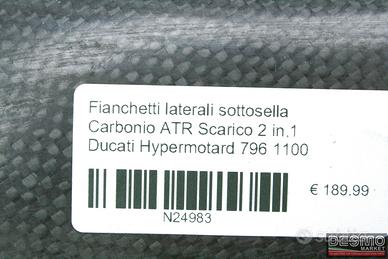 Fianchetti laterali sottosella
Carbonio ATR Scarico 2 in.1
Ducati Hypermotard 796 1100
€ 189.99
N24983
DESMO
MARKET